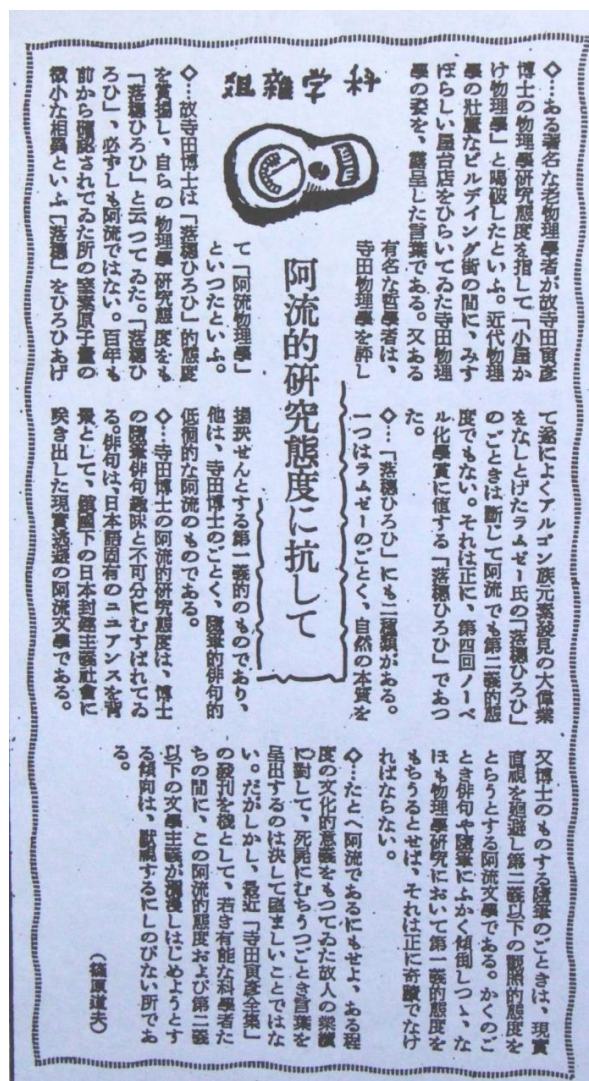 科学雜
阿流的研究態度に抗して
◇…ある著名な老物理學者が故寺田寅彥
博士の物理學研究態度を指して「小屋か
け物理學」と喝破したといふ。近代物理
學の壯麗なビルデイング街の間に、みす
ぼらしい屋台店をひらいてゐた寺田物理
學の姿を、露呈した言葉である。又ある
有名な哲學者は、
寺田物理學を評し
て「阿流物理學」
といつたといふ。
◇…故寺田博士は「落穗ひろひ」的態度
を賞揚し、自らの物理學研究態度をも
「落穗ひろひ」と云つてゐた。「落穗ひ
ろひ」、必ずしも阿流ではない。百年も
前から確認されてゐた所の窒素原子量の
微小な相異といふ「落穗」をひろひあげ
て遂によくアルゴン族元素發見の大偉業
をなしとげたラムゼー氏の「落穗ひろひ」
のごときは斷じて阿流でも第二義的態
度でもない。それは正に、第四回ノーベ
ル化學賞に値する「落穗ひろひ」であつ
た。
◇…「落穗ひろひ」にも二種類がある。
一つはラムゼーのごとく、自然の本質を
摘抉せんとする第一義的のものであり、
他は、寺田博士のごとく、隨筆的俳句的
低徊的な阿流のものである。
◇…寺田博士の阿流的研究態度は、博士
の隨筆俳句趣味と不可分にむすばれてゐ
る。俳句は、日本語固有のニユアンスを背
景として、鎖國下の日本封建主義社會に
咲き出した現實逃避の阿流文學である。
又博士のものする隨筆のごときは、現實
直視を廻避し第二義以下の觀照的態度を
とらうとする阿流文學である。かくのご
とき俳句や隨筆にふかく傾倒しつゝ、な
ほも物理學研究において第一義的態度を
もちうるとせば、それは正に奇蹟でなけ
ればならない。
◇…たとへ阿流であるにもせよ、ある程
度の文化的意義をもつてゐた故人の業績
に對して、死屍にむちうつごとき言葉を
呈出するのは決して望ましいことではな
い。だがしかし、最近「寺田寅彥全集」
の發刊を機として、若き有能な科學者た
ちの間に、この阿流的態度および第二義
以下の文學主義が瀰漫しはじめようとす
る傾向は、默視するにしのびない所であ
る。
（篠原道夫）